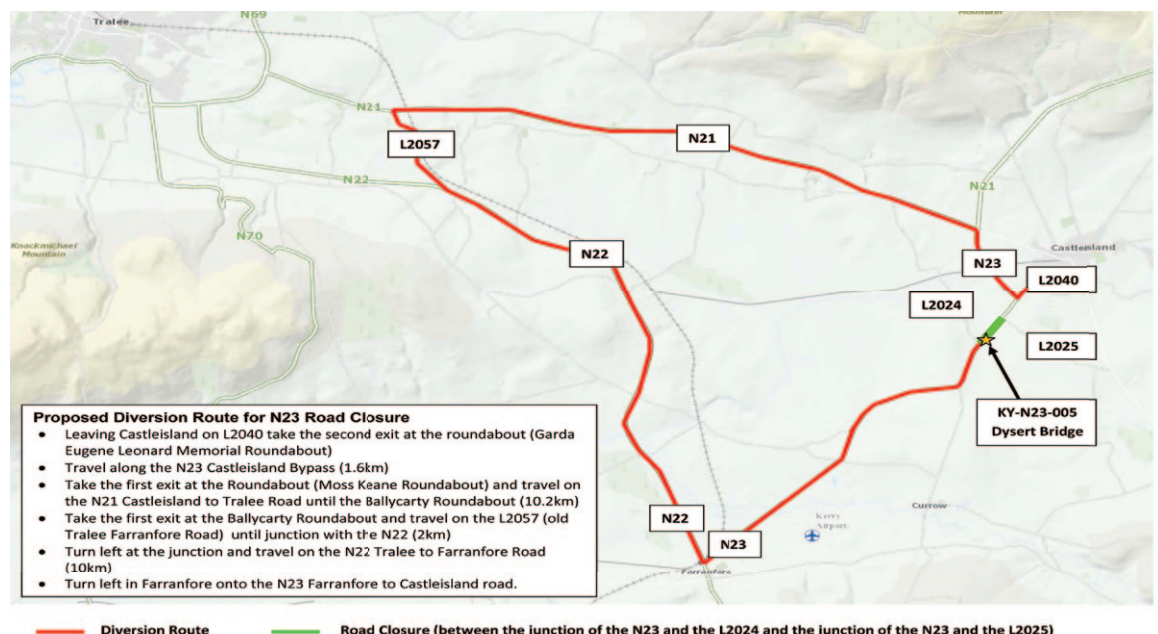 Tralee
N69
Mountain
N21
L2057
N21
N22
N21
N70
Knockmichael
Mountain
N22
Castleisland
N23
L2040
L2024
L2025
KY-N23-005
Dysert Bridge
Proposed Diversion Route for N23 Road Closure
• Leaving Castleisland on L2040 take the second exit at the roundabout (Garda
Eugene Leonard Memorial Roundabout)
• Travel along the N23 Castleisland Bypass (1.6km)
• Take the first exit at the Roundabout (Moss Keane Roundabout) and travel on
the N21 Castleisland to Tralee Road until the Ballycarty Roundabout (10.2km)
• Take the first exit at the Ballycarty Roundabout and travel on the L2057 (old
Tralee Farranfore Road) until junction with the N22 (2km)
• Turn left at the junction and travel on the N22 Tralee to Farranfore Road
(10km)
• Turn left in Farranfore onto the N23 Farranfore to Castleisland road.
N22
N23
Kerry
Airport.
Currow
Farranfore
Diversion Route
Road Closure (between the junction of the N23 and the L2024 and the junction of the N23 and the L2025)